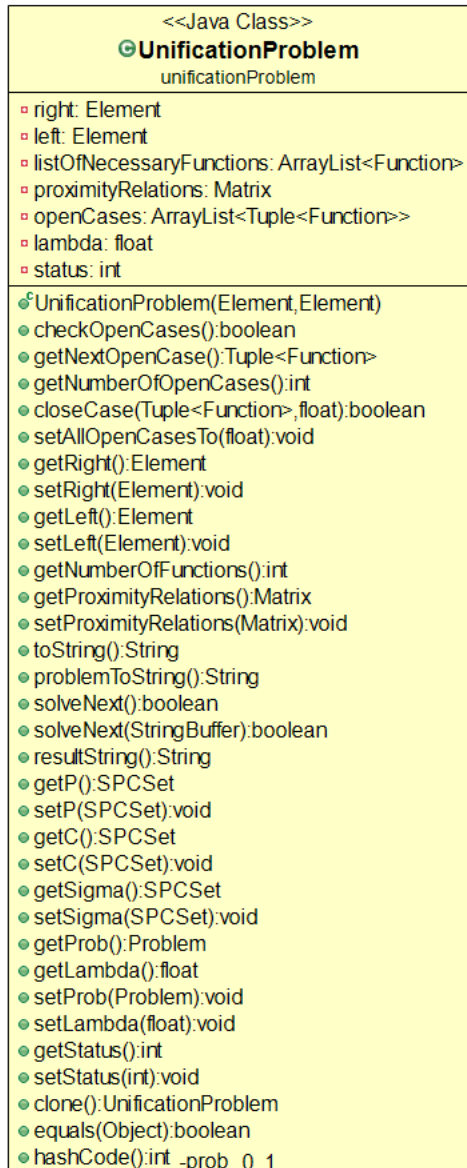 <<Java Class>>
UnificationProblem
unificationProblem
right: Element
left: Element
listOfNecessaryFunctions: ArrayList<Function>
proximityRelations: Matrix
openCases: ArrayList<Tuple<Function>>
lambda: float
status: int
UnificationProblem(Element,Element)
checkOpenCases():boolean
getNextOpenCase():Tuple<Function>
getNumberOfOpenCases():int
closeCase(Tuple<Function>,float):boolean
setAllOpenCasesTo(float):void
getRight():Element
setRight(Element):void
getLeft():Element
setLeft(Element):void
getNumberOfFunctions():int
getProximityRelations():Matrix
setProximityRelations(Matrix):void
toString():String
problemToString():String
solveNext():boolean
solveNext(StringBuffer):boolean
resultString():String
getP():SPCSet
setP(SPCSet):void
getC():SPCSet
setC(SPCSet):void
getSigma():SPCSet
setSigma(SPCSet):void
getProb():Problem
getLambda():float
setProb(Problem):void
setLambda(float):void
getStatus():int
setStatus(int):void
clone():UnificationProblem
equals(Object):boolean
hashCode():int -prob 0..1